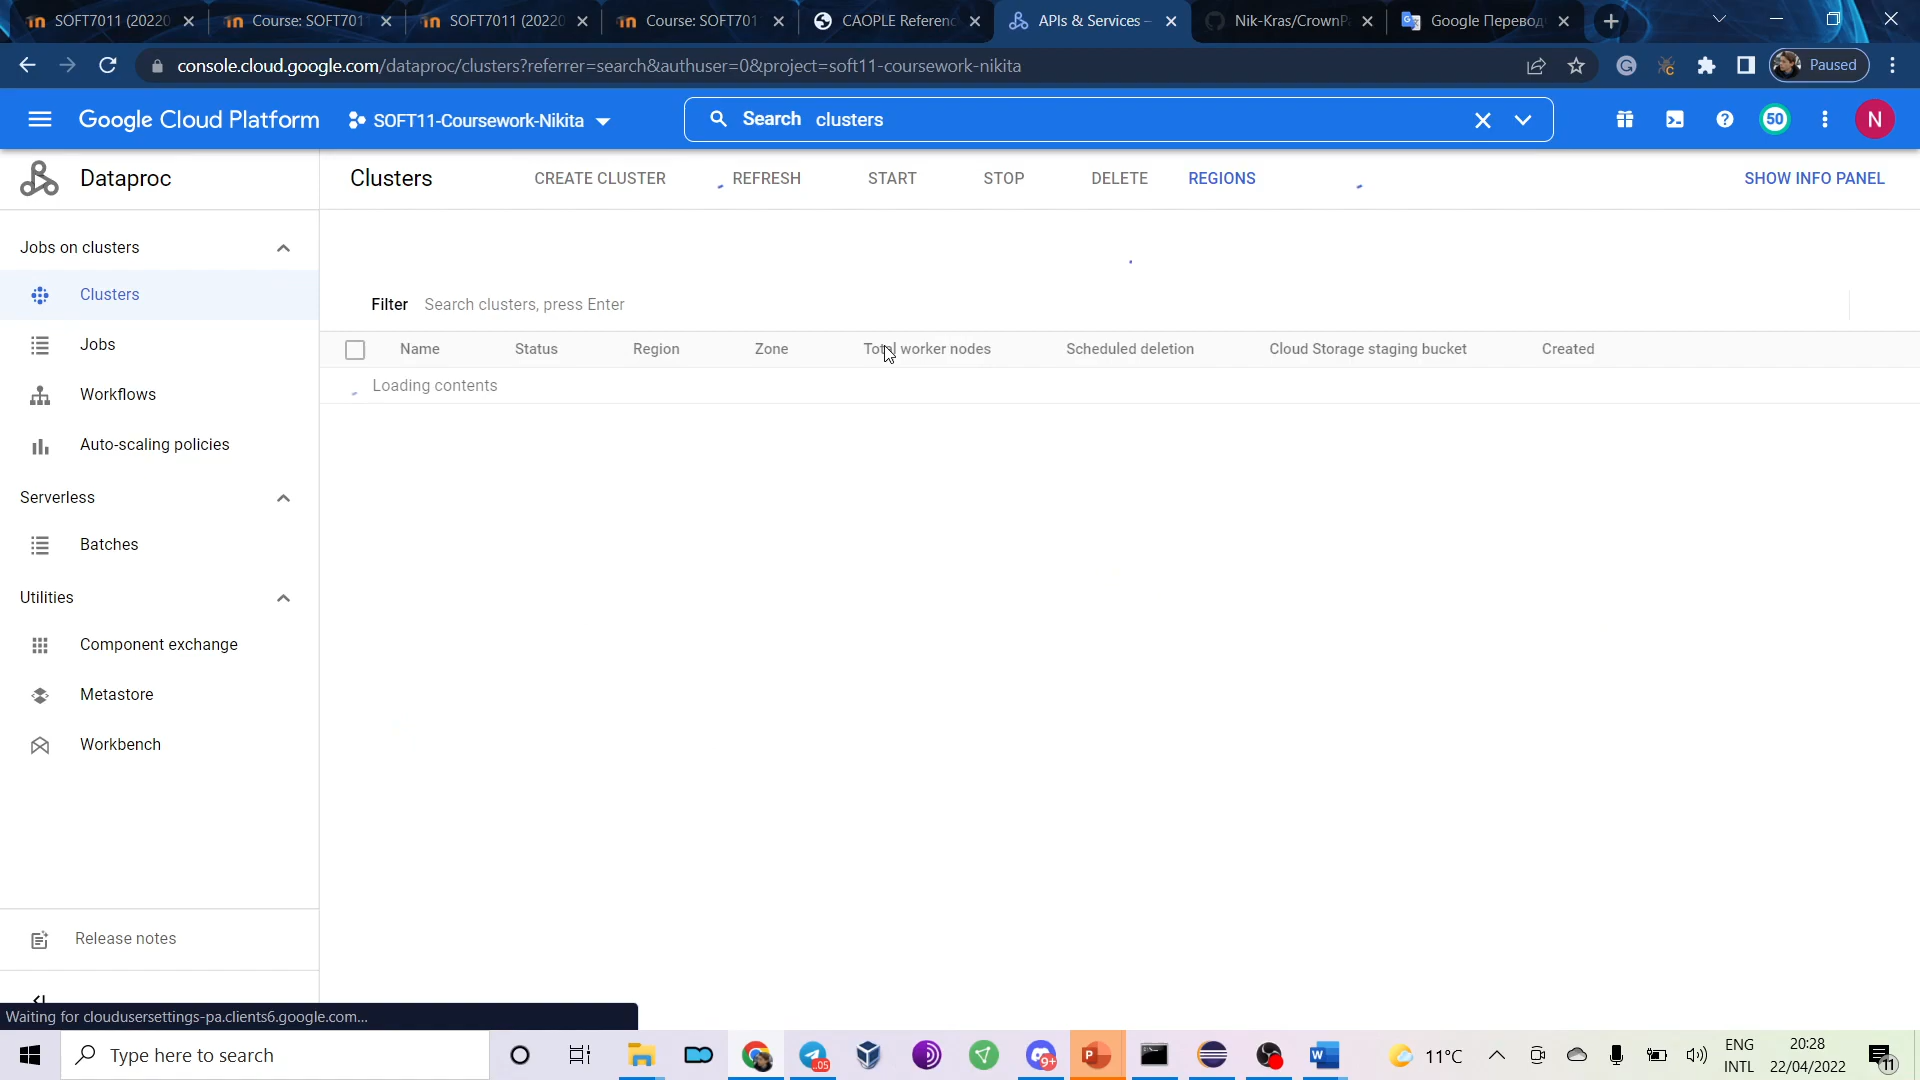 SOFT7011 (20220
Course: SOFT701
SOFT7011 (20220
Course: SOFT701
CAOPLE Referenc
APIs & Services –
Nik-Kras/CrownP
Google Перевод
console.cloud.google.com/dataproc/clusters?referrer=search&authuser=0&project=soft11-coursework-nikita
Paused
Google Cloud Platform
SOFT11-Coursework-Nikita
Search clusters
50
N
Dataproc
Clusters
CREATE CLUSTER
REFRESH
START
STOP
DELETE
REGIONS
SHOW INFO PANEL
Jobs on clusters
Clusters
Jobs
Workflows
Auto-scaling policies
Serverless
Batches
Utilities
Component exchange
Metastore
Workbench
Release notes
Filter Search clusters, press Enter
Name Status Region Zone Total worker nodes Scheduled deletion Cloud Storage staging bucket Created
Loading contents
Waiting for cloudusersettings-pa.clients6.google.com...
Type here to search
11°C
ENG
INTL
20:28
22/04/2022
11